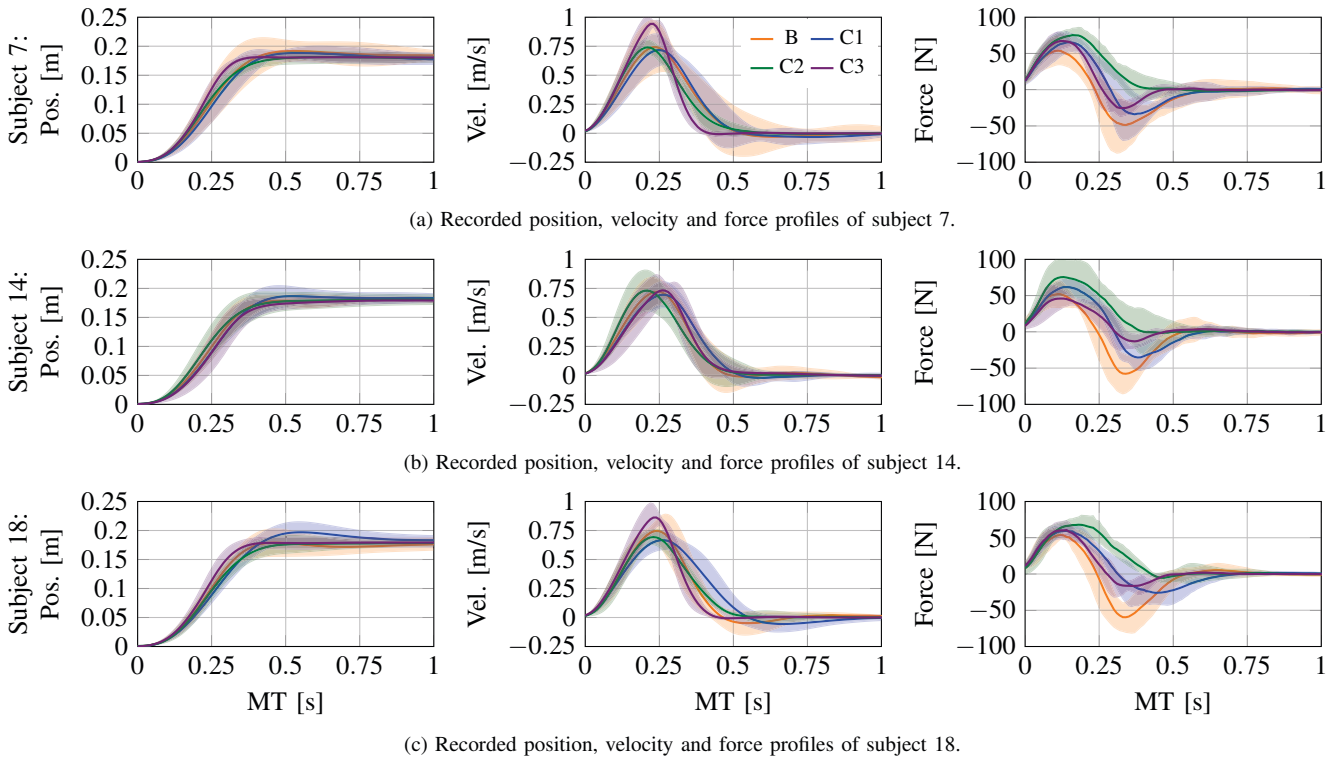 Subject 7:
Pos. [m]
0.25
0.2
0.15
0.1
0.05
0
0 0.25 0.5 0.75 1
Vel. [m/s]
1
0.75
0.5
0.25
0
−0.25
0 0.25 0.5 0.75 1
B C1
C2 C3
Force [N]
100
50
0
−50
−100
0 0.25 0.5 0.75 1
(a) Recorded position, velocity and force profiles of subject 7.
Subject 14:
Pos. [m]
0.25
0.2
0.15
0.1
0.05
0
0 0.25 0.5 0.75 1
Vel. [m/s]
1
0.75
0.5
0.25
0
−0.25
0 0.25 0.5 0.75 1
Force [N]
100
50
0
−50
−100
0 0.25 0.5 0.75 1
(b) Recorded position, velocity and force profiles of subject 14.
Subject 18:
Pos. [m]
0.25
0.2
0.15
0.1
0.05
0
0 0.25 0.5 0.75 1
MT [s]
Vel. [m/s]
1
0.75
0.5
0.25
0
−0.25
0 0.25 0.5 0.75 1
MT [s]
Force [N]
100
50
0
−50
−100
0 0.25 0.5 0.75 1
MT [s]
(c) Recorded position, velocity and force profiles of subject 18.